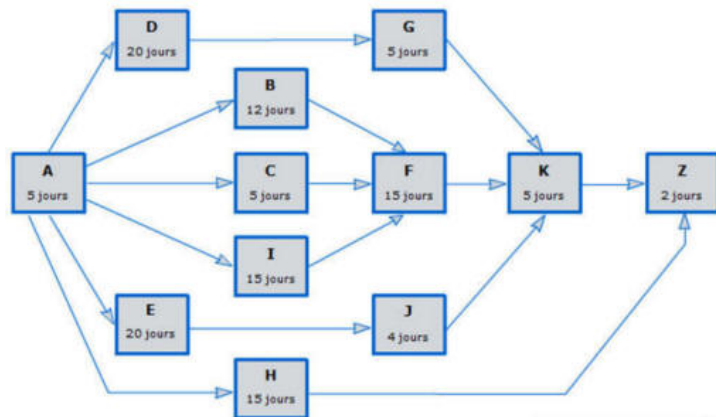 D
20 jours
G
5 jours
B
12 jours
A
5 jours
C
5 jours
F
15 jours
K
5 jours
Z
2 jours
I
15 jours
E
20 jours
J
4 jours
H
15 jours